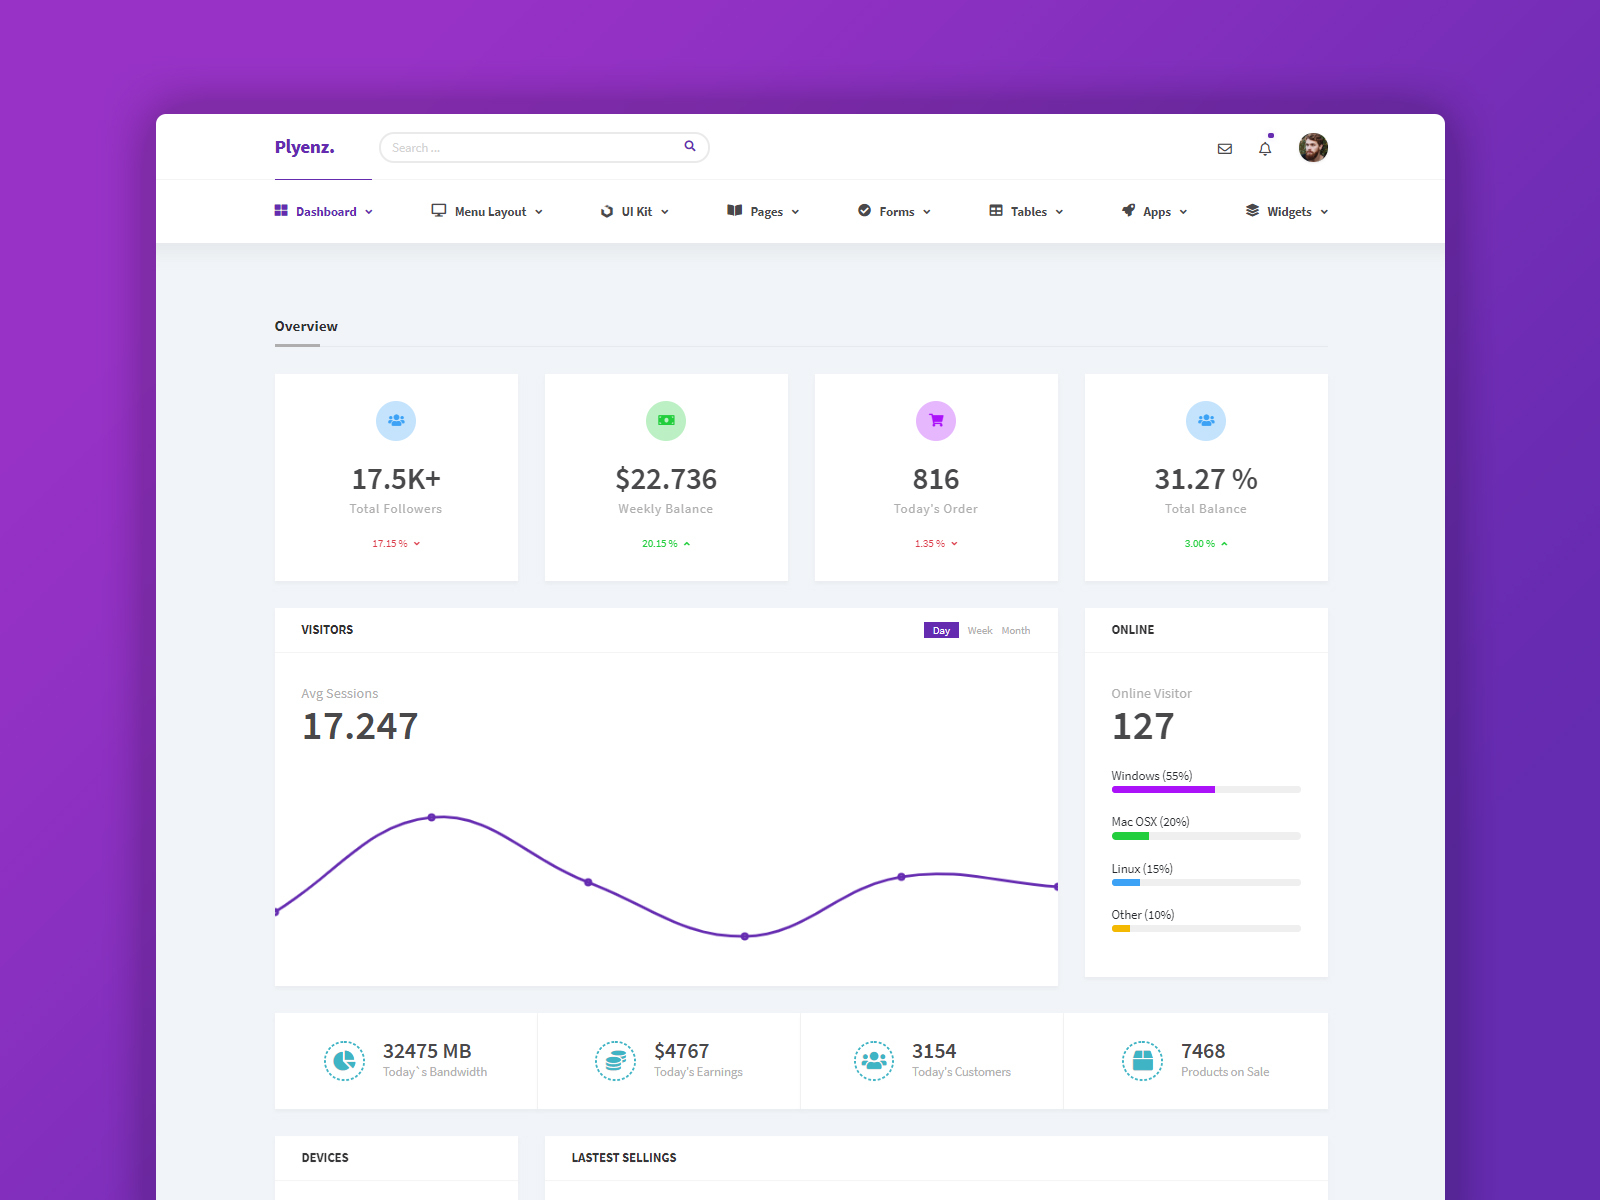 Plyenz.
Search ...
Dashboard
Menu Layout
UI Kit
Pages
Forms
Tables
Apps
Widgets
Overview
17.5K+
Total Followers
17.15 %
$22.736
Weekly Balance
20.15 %
816
Today's Order
1.35 %
31.27 %
Total Balance
3.00 %
VISITORS
Day Week Month
Avg Sessions
17.247
ONLINE
Online Visitor
127
Windows (55%)
Mac OSX (20%)
Linux (15%)
Other (10%)
32475 MB
Today`s Bandwidth
$4767
Today's Earnings
3154
Today's Customers
7468
Products on Sale
DEVICES
LASTEST SELLINGS